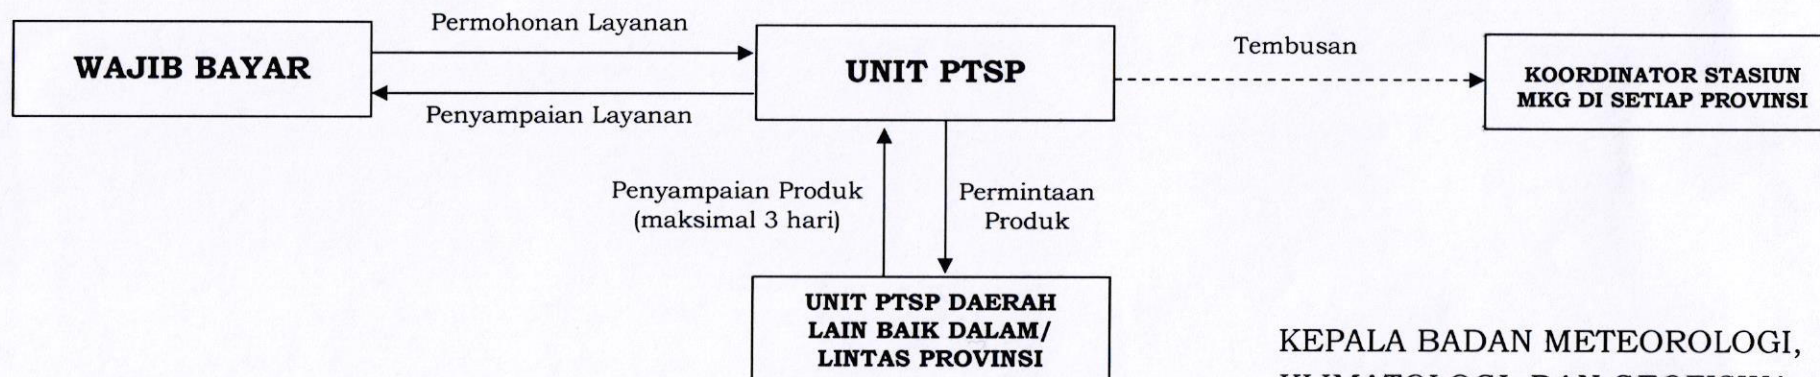 Permohonan Layanan
WAJIB BAYAR
UNIT PTSP
Tembusan
KOORDINATOR STASIUN
MKG DI SETIAP PROVINSI
Penyampaian Layanan
Penyampaian Produk
(maksimal 3 hari)
Permintaan
Produk
UNIT PTSP DAERAH
LAIN BAIK DALAM/
LINTAS PROVINSI
KEPALA BADAN METEOROLOGI,